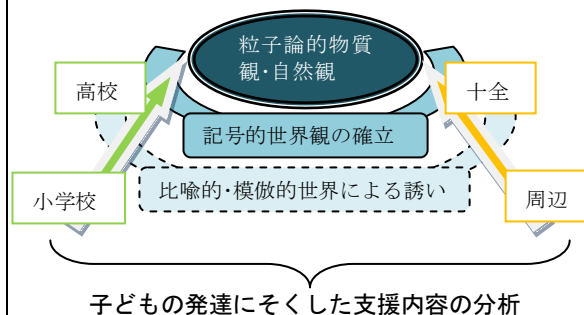 粒子論的物質
観・自然観
高校
十全
記号的世界観の確立
比喩的・模倣的世界による誘い
小学校
周辺
子どもの発達にそくした支援内容の分析